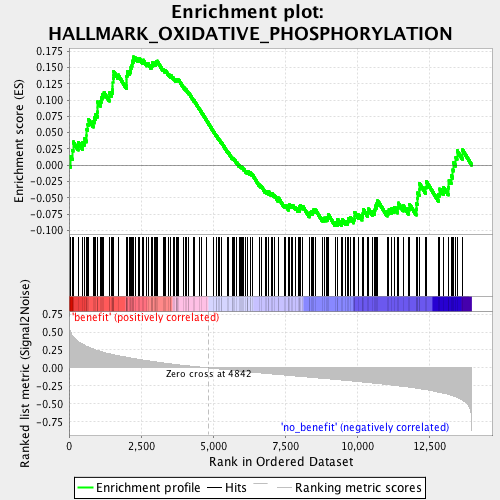 Enrichment plot:
HALLMARK_OXIDATIVE_PHOSPHORYLATION
Enrichment score (ES)
0.175
0.150
0.125
0.100
0.075
0.050
0.025
0.000
-0.025
-0.050
-0.075
-0.100
Ranked list metric (Signal2Noise)
0.75
0.50
0.25
0.00
-0.25
-0.50
-0.75
'benefit' (positively correlated)
Zero cross at 4842
'no_benefit' (negatively correlated)
0
2,500
5,000
7,500
10,000
12,500
Rank in Ordered Dataset
Enrichment profile
Hits
Ranking metric scores